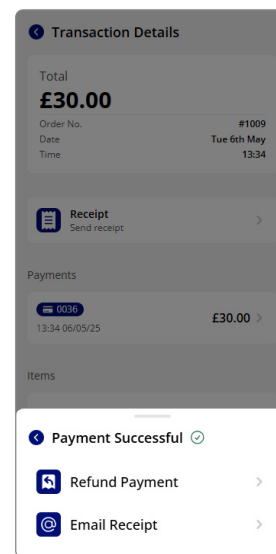 Transaction Details
Total
£30.00
Order No. #1009
Date Tue 6th May
Time 13:34
Receipt
Send receipt
Payments
0036
£30.00
13:34 06/05/25
Items
Payment Successful
Refund Payment
Email Receipt